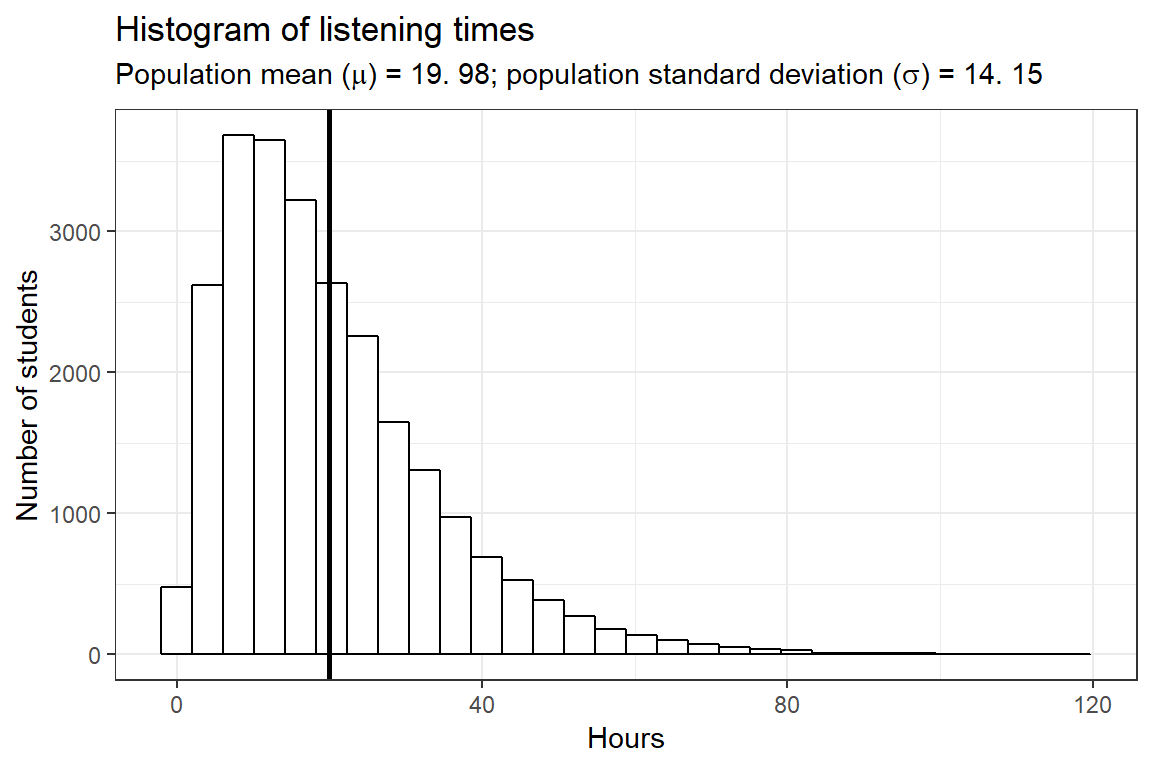 Histogram of listening times
Population mean (μ) = 19. 98; population standard deviation (σ) = 14. 15
Number of students
3000
2000
1000
0
0 40 80 120
Hours